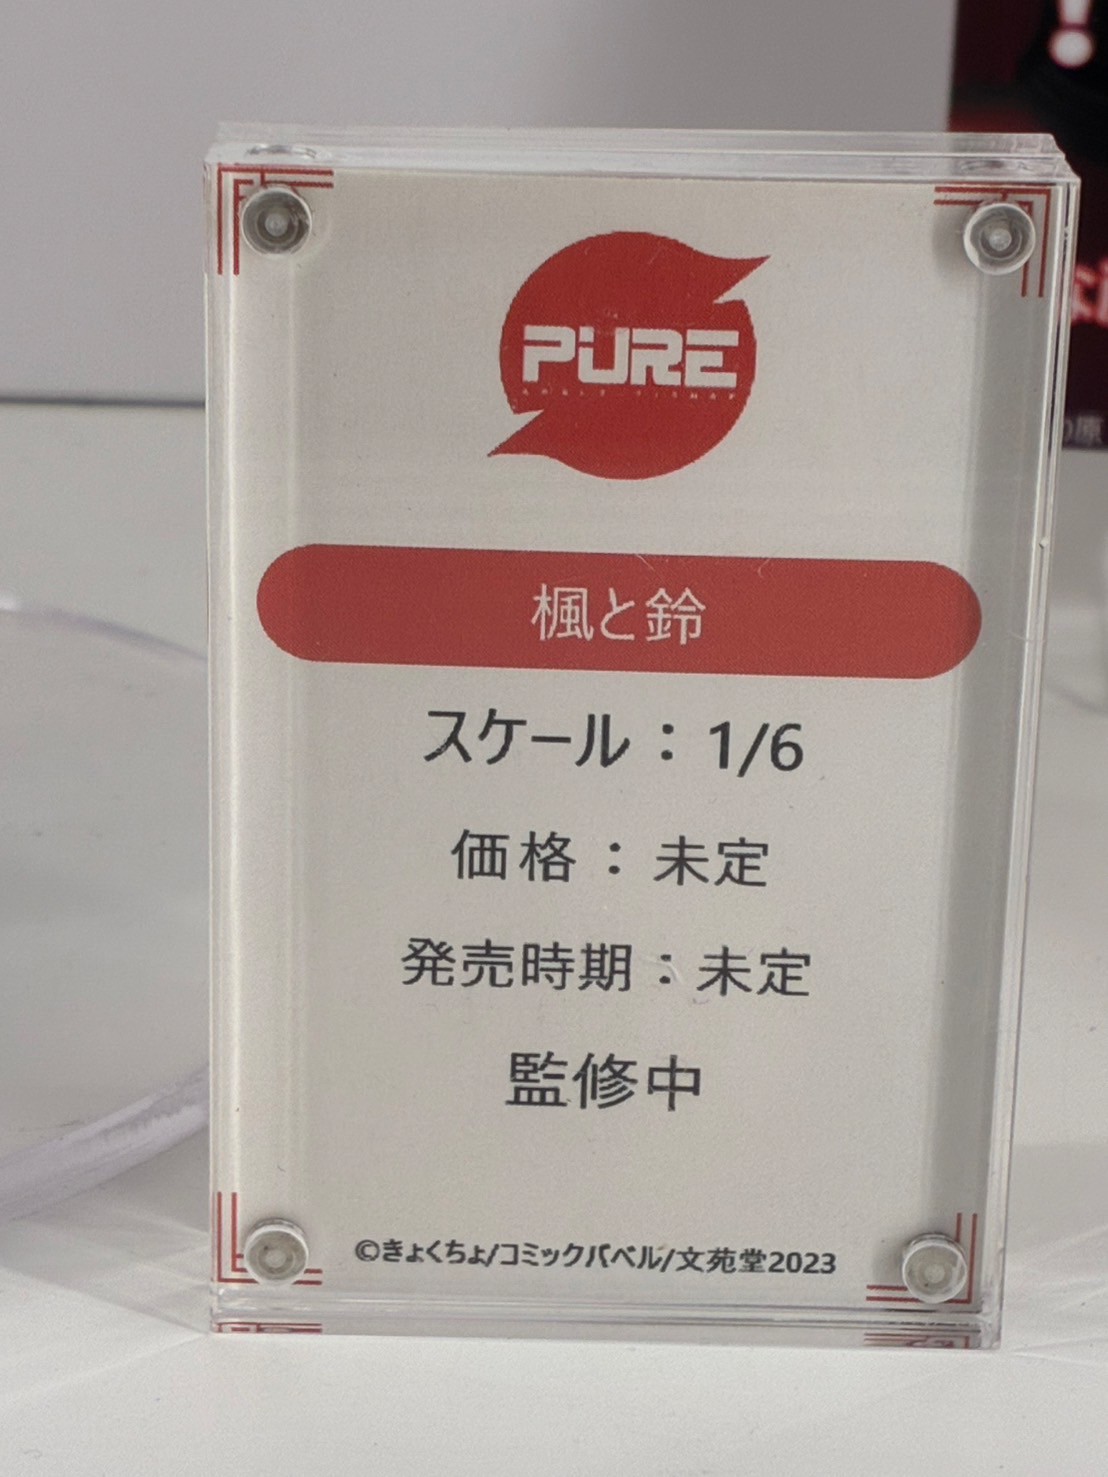 PURE
楓と鈴
スケール：1/6
価格：未定
発売時期：未定
監修中
©きょくちょ/コミックバベル/文苑堂2023
の原